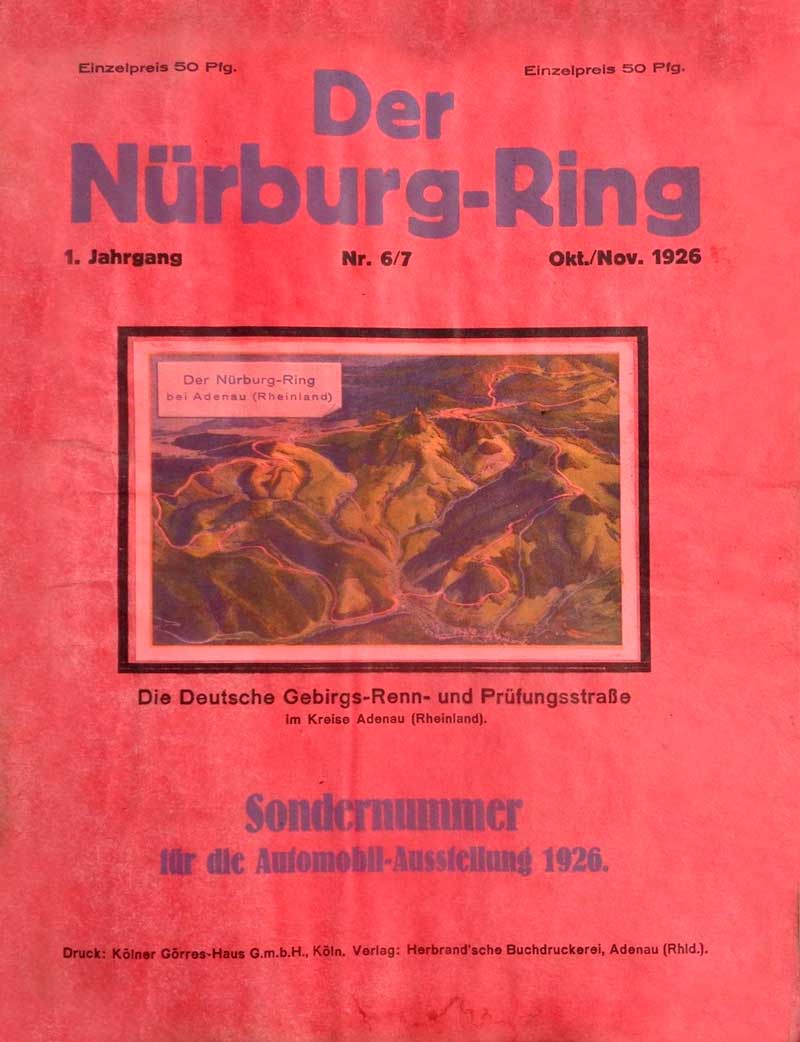 Einzelpreis 50 Pfg.
Einzelpreis 50 Pfg.
Der
Nürburg-Ring
1. Jahrgang Nr. 6/7 Okt./Nov. 1926
Der Nürburg-Ring
bei Adenau (Rheinland)
Die Deutsche Gebirgs-Renn- und Prüfungsstraße
im Kreise Adenau (Rheinland).
Sondernummer
für die Automobil-Ausstellung 1926.
Druck: Kölner Görres-Haus G.m.b.H., Köln. Verlag: Herbrand'sche Buchdruckerei, Adenau (Rhld.).